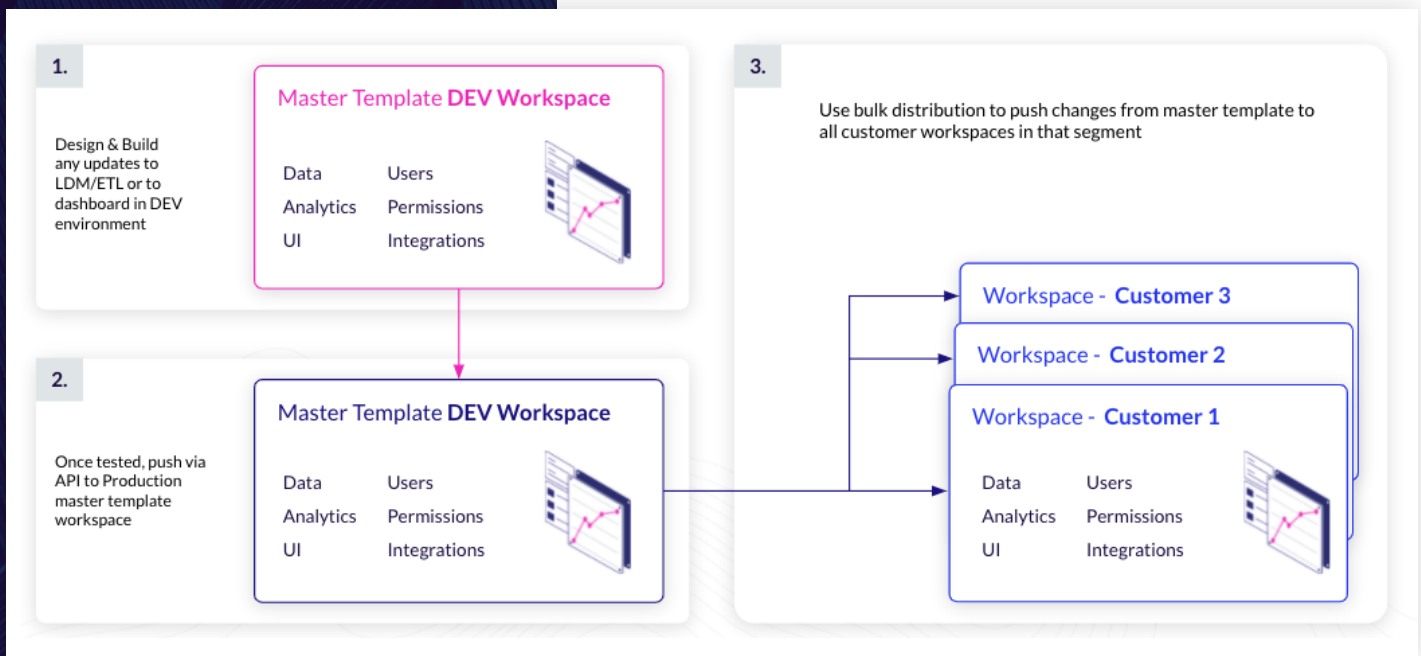 1.
Master Template DEV Workspace
Design & Build
any updates to
LDM/ETL or to
dashboard in DEV
environment
Data
Users
Analytics
Permissions
UI
Integrations
2.
Master Template DEV Workspace
Once tested, push via
API to Production
master template
workspace
Data
Users
Analytics
Permissions
UI
Integrations
3.
Use bulk distribution to push changes from master template to
all customer workspaces in that segment
Workspace - Customer 3
Workspace - Customer 2
Workspace - Customer 1
Data
Users
Analytics
Permissions
UI
Integrations